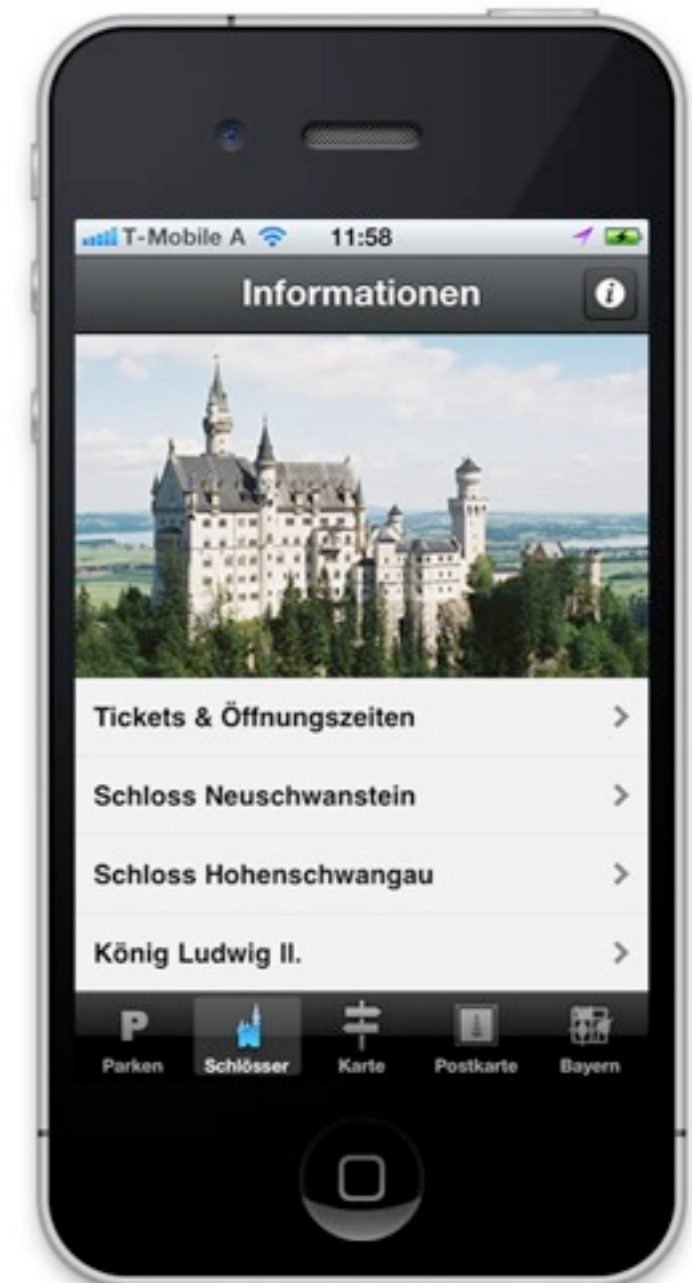 T-Mobile A 11:58
Informationen
Tickets & Öffnungszeiten
Schloss Neuschwanstein
Schloss Hohenschwangau
König Ludwig II.
P
Parken Schlösser Karte Postkarte Bayern